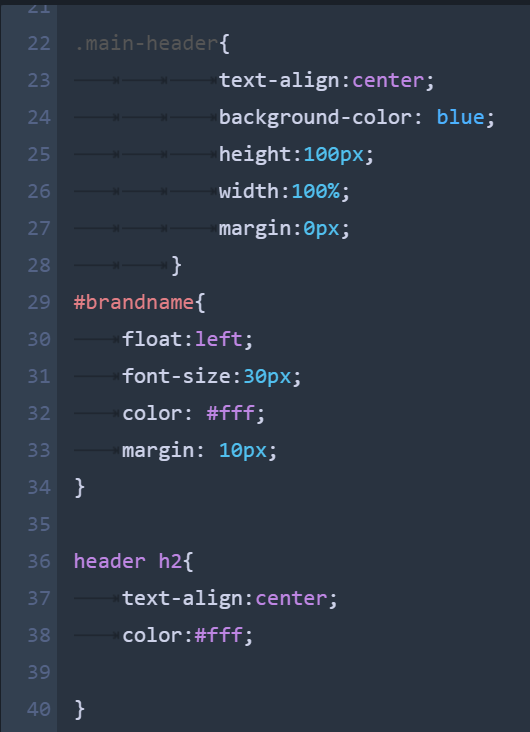 21
22 .main-header{
23 text-align:center;
24 background-color: blue;
25 height:100px;
26 width:100%;
27 margin:0px;
28 }
29 #brandname{
30 float:left;
31 font-size:30px;
32 color: #fff;
33 margin: 10px;
34 }
35
36 header h2{
37 text-align:center;
38 color:#fff;
39
40 }